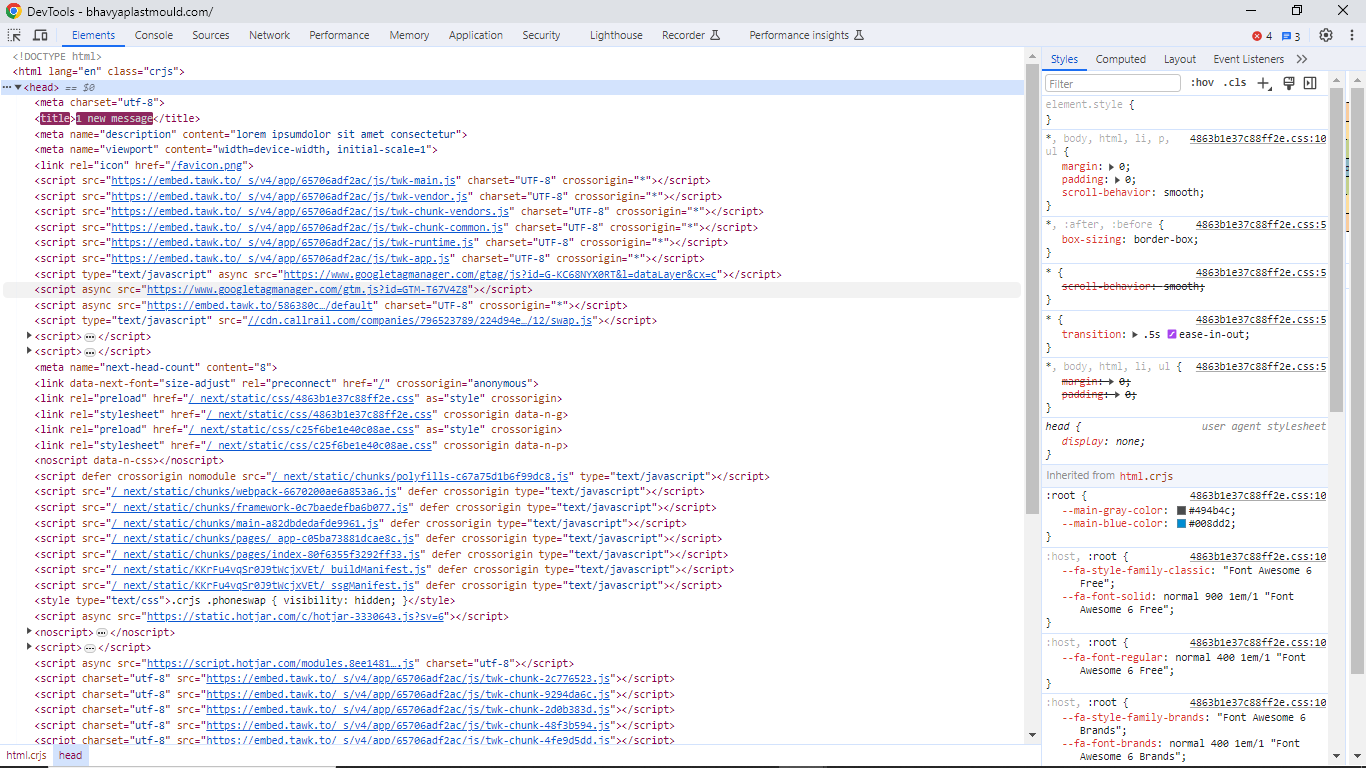 DevTools - bhavyaplastmould.com/
Elements Console Sources Network Performance Memory Application Security Lighthouse Recorder Performance insights 4 3
<!DOCTYPE html>
<html lang="en" class="crjs">
<head> == $0
<meta charset="utf-8">
<title>1 new message</title>
<meta name="description" content="lorem ipsumdolor sit amet consectetur">
<meta name="viewport" content="width=device-width, initial-scale=1">
<link rel="icon" href="/favicon.png">
<script src="https://embed.tawk.to/_s/v4/app/65706adf2ac/js/twk-main.js" charset="UTF-8" crossorigin="*"></script>
<script src="https://embed.tawk.to/_s/v4/app/65706adf2ac/js/twk-vendor.js" charset="UTF-8" crossorigin="*"></script>
<script src="https://embed.tawk.to/_s/v4/app/65706adf2ac/js/twk-chunk-vendors.js" charset="UTF-8" crossorigin="*"></script>
<script src="https://embed.tawk.to/_s/v4/app/65706adf2ac/js/twk-chunk-common.js" charset="UTF-8" crossorigin="*"></script>
<script src="https://embed.tawk.to/_s/v4/app/65706adf2ac/js/twk-runtime.js" charset="UTF-8" crossorigin="*"></script>
<script src="https://embed.tawk.to/_s/v4/app/65706adf2ac/js/twk-app.js" charset="UTF-8" crossorigin="*"></script>
<script type="text/javascript" async src="https://www.googletagmanager.com/gtag/js?id=G-KC68NYX0RT&l=dataLayer&cx=c"></script>
<script async src="https://www.googletagmanager.com/gtm.js?id=GTM-T67V4Z8"></script>
<script async src="https://embed.tawk.to/586380c…/default" charset="UTF-8" crossorigin="*"></script>
<script type="text/javascript" src="//cdn.callrail.com/companies/796523789/224d94e…/12/swap.js"></script>
<script>…</script>
<script>…</script>
<meta name="next-head-count" content="8">
<link data-next-font="size-adjust" rel="preconnect" href="/" crossorigin="anonymous">
<link rel="preload" href="/_next/static/css/4863b1e37c88ff2e.css" as="style" crossorigin>
<link rel="stylesheet" href="/_next/static/css/4863b1e37c88ff2e.css" crossorigin data-n-g>
<link rel="preload" href="/_next/static/css/c25f6be1e40c08ae.css" as="style" crossorigin>
<link rel="stylesheet" href="/_next/static/css/c25f6be1e40c08ae.css" crossorigin data-n-p>
<noscript data-n-css></noscript>
<script defer crossorigin nomodule src="/_next/static/chunks/polyfills-c67a75d1b6f99dc8.js" type="text/javascript"></script>
<script src="/_next/static/chunks/webpack-6670200ae6a853a6.js" defer crossorigin type="text/javascript"></script>
<script src="/_next/static/chunks/framework-0c7baedefba6b077.js" defer crossorigin type="text/javascript"></script>
<script src="/_next/static/chunks/main-a82dbdedafde9961.js" defer crossorigin type="text/javascript"></script>
<script src="/_next/static/chunks/pages/_app-c05ba73881dcae8c.js" defer crossorigin type="text/javascript"></script>
<script src="/_next/static/chunks/pages/index-80f6355f3292ff33.js" defer crossorigin type="text/javascript"></script>
<script src="/_next/static/KKrFu4vqSr0J9tWcjxVEt/_buildManifest.js" defer crossorigin type="text/javascript"></script>
<script src="/_next/static/KKrFu4vqSr0J9tWcjxVEt/_ssgManifest.js" defer crossorigin type="text/javascript"></script>
<style type="text/css">.crjs .phoneswap { visibility: hidden; }</style>
<script async src="https://static.hotjar.com/c/hotjar-3330643.js?sv=6"></script>
<noscript>…</noscript>
<script>…</script>
<script async src="https://script.hotjar.com/modules.8ee1481….js" charset="utf-8"></script>
<script charset="utf-8" src="https://embed.tawk.to/_s/v4/app/65706adf2ac/js/twk-chunk-2c776523.js"></script>
<script charset="utf-8" src="https://embed.tawk.to/_s/v4/app/65706adf2ac/js/twk-chunk-9294da6c.js"></script>
<script charset="utf-8" src="https://embed.tawk.to/_s/v4/app/65706adf2ac/js/twk-chunk-2d0b383d.js"></script>
<script charset="utf-8" src="https://embed.tawk.to/_s/v4/app/65706adf2ac/js/twk-chunk-48f3b594.js"></script>
<script charset="utf-8" src="https://embed.tawk.to/_s/v4/app/65706adf2ac/js/twk-chunk-4fe9d5dd.js"></script>
html.crjs head
Styles Computed Layout Event Listeners
Filter :hov .cls
element.style {
}
*, body, html, li, p, 4863b1e37c88ff2e.css:10
ul {
margin: 0;
padding: 0;
scroll-behavior: smooth;
}
*, :after, :before { 4863b1e37c88ff2e.css:5
box-sizing: border-box;
}
* { 4863b1e37c88ff2e.css:5
scroll-behavior: smooth;
}
* { 4863b1e37c88ff2e.css:5
transition: .5s ease-in-out;
}
*, body, html, li, ul { 4863b1e37c88ff2e.css:5
margin: 0;
padding: 0;
}
head { user agent stylesheet
display: none;
}
Inherited from html.crjs
:root { 4863b1e37c88ff2e.css:10
--main-gray-color: #494b4c;
--main-blue-color: #008dd2;
}
:host, :root { 4863b1e37c88ff2e.css:10
--fa-style-family-classic: "Font Awesome 6
Free";
--fa-font-solid: normal 900 1em/1 "Font
Awesome 6 Free";
}
:host, :root { 4863b1e37c88ff2e.css:10
--fa-font-regular: normal 400 1em/1 "Font
Awesome 6 Free";
}
:host, :root { 4863b1e37c88ff2e.css:10
--fa-style-family-brands: "Font Awesome 6
Brands";
--fa-font-brands: normal 400 1em/1 "Font
Awesome 6 Brands";